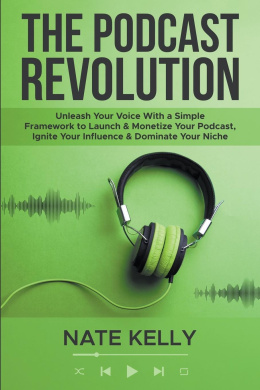 THE PODCAST
REVOLUTION
Unleash Your Voice With a Simple
Framework to Launch & Monetize Your Podcast,
Ignite Your Influence & Dominate Your Niche
NATE KELLY